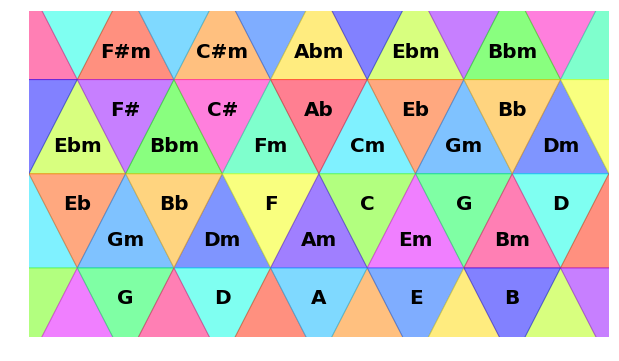 F#m C#m Abm Ebm Bbm
F# C# Ab Eb Bb
Ebm Bbm Fm Cm Gm Dm
Eb Bb F C G D
Gm Dm Am Em Bm
G D A E B